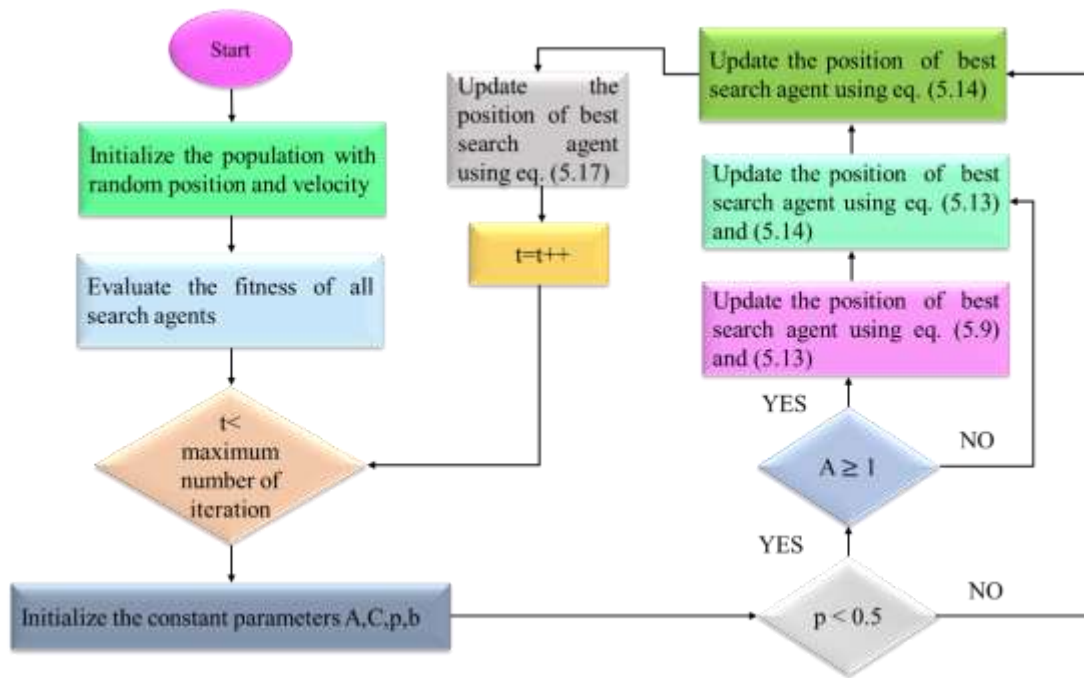 Start
Initialize the population with
random position and velocity
Evaluate the fitness of all
search agents
t<
maximum
number of
iteration
Initialize the constant parameters A,C,p,b
Update the
position of best
search agent
using eq. (5.17)
t=t++
Update the position of best
search agent using eq. (5.14)
Update the position of best
search agent using eq. (5.13)
and (5.14)
Update the position of best
search agent using eq. (5.9)
and (5.13)
YES
NO
A ≥ 1
YES
NO
p < 0.5